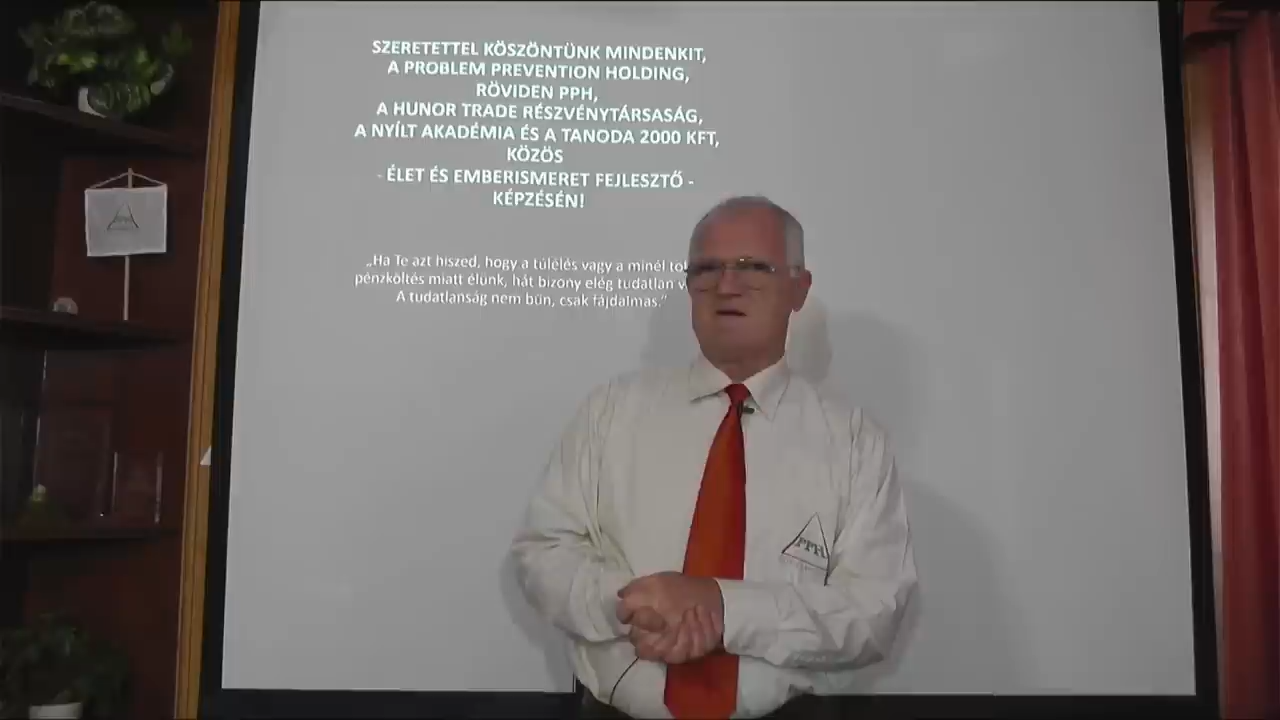 SZERETETTEL KÖSZÖNTÜNK MINDENKIT,
A PROBLEM PREVENTION HOLDING,
RÖVIDEN PPH,
A HUNOR TRADE RÉSZVÉNYTÁRSASÁG,
A NYÍLT AKADÉMIA ÉS A TANODA 2000 KFT,
KÖZÖS
- ÉLET ÉS EMBERISMERET FEJLESZTŐ -
KÉPZÉSÉN!
„Ha Te azt hiszed, hogy a túlélés vagy a minél
pénzköltés miatt élünk, hát bizony elég tudatlan
A tudatlanság nem bűn, csak fájdalmas.”
PPH
PPH